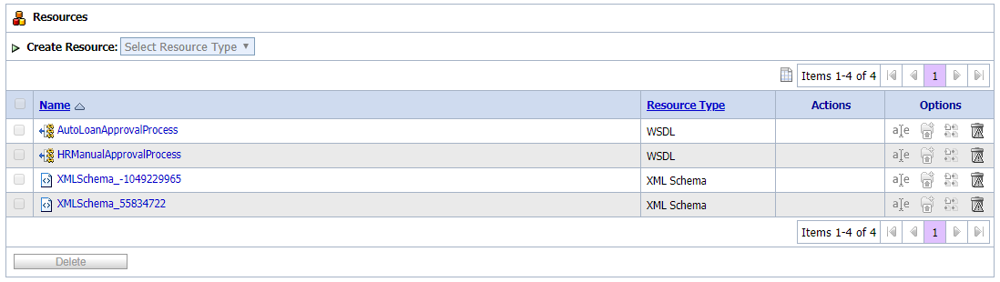 Resources
Create Resource: Select Resource Type
Items 1-4 of 4 1
Name Resource Type Actions Options
AutoLoanApprovalProcess WSDL
HRManualApprovalProcess WSDL
XMLSchema_-1049229965 XML Schema
XMLSchema_55834722 XML Schema
Items 1-4 of 4 1
Delete